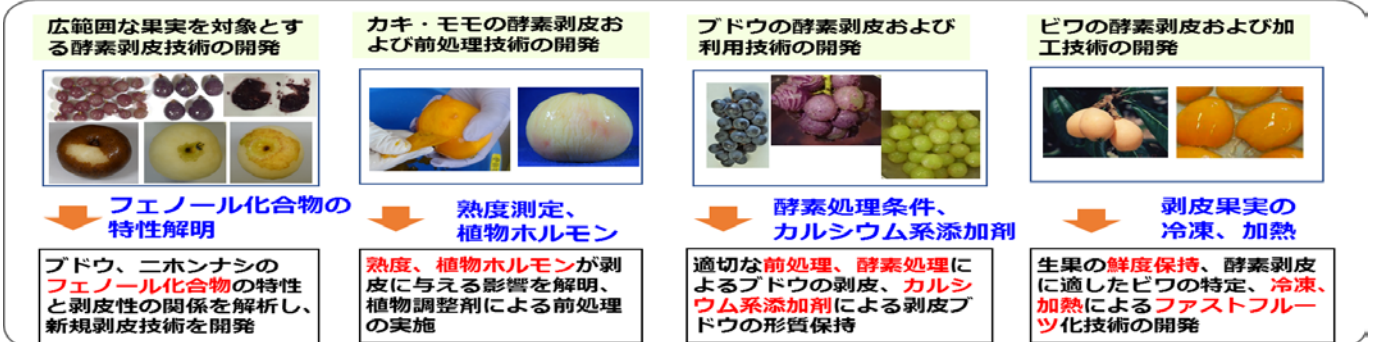 広範囲な果実を対象とす
る酵素剥皮技術の開発
フェノール化合物の
特性解明
ブドウ、ニホンナシの
フェノール化合物の特性
と剥皮性の関係を解析し、
新規剥皮技術を開発
カキ・モモの酵素剥皮お
よび前処理技術の開発
熟度測定、
植物ホルモン
熟度、植物ホルモンが剥
皮に与える影響を解明、
植物調整剤による前処理
の実施
ブドウの酵素剥皮および
利用技術の開発
酵素処理条件、
カルシウム系添加剤
適切な前処理、酵素処理に
よるブドウの剥皮、カルシ
ウム系添加剤による剥皮ブ
ドウの形質保持
ビワの酵素剥皮および加
工技術の開発
剥皮果実の
冷凍、加熱
生果の鮮度保持、酵素剥皮
に適したビワの特定、冷凍、
加熱によるファストフルー
ツ化技術の開発